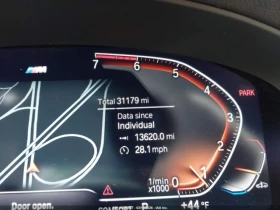 M
7 6 5
PARK
4
Total 31179 mi
Data since
Individual
13620.0 mi
3
28.1 mph
2
1
0
1/min
x1000
Door open.
COMFORT P +44°F